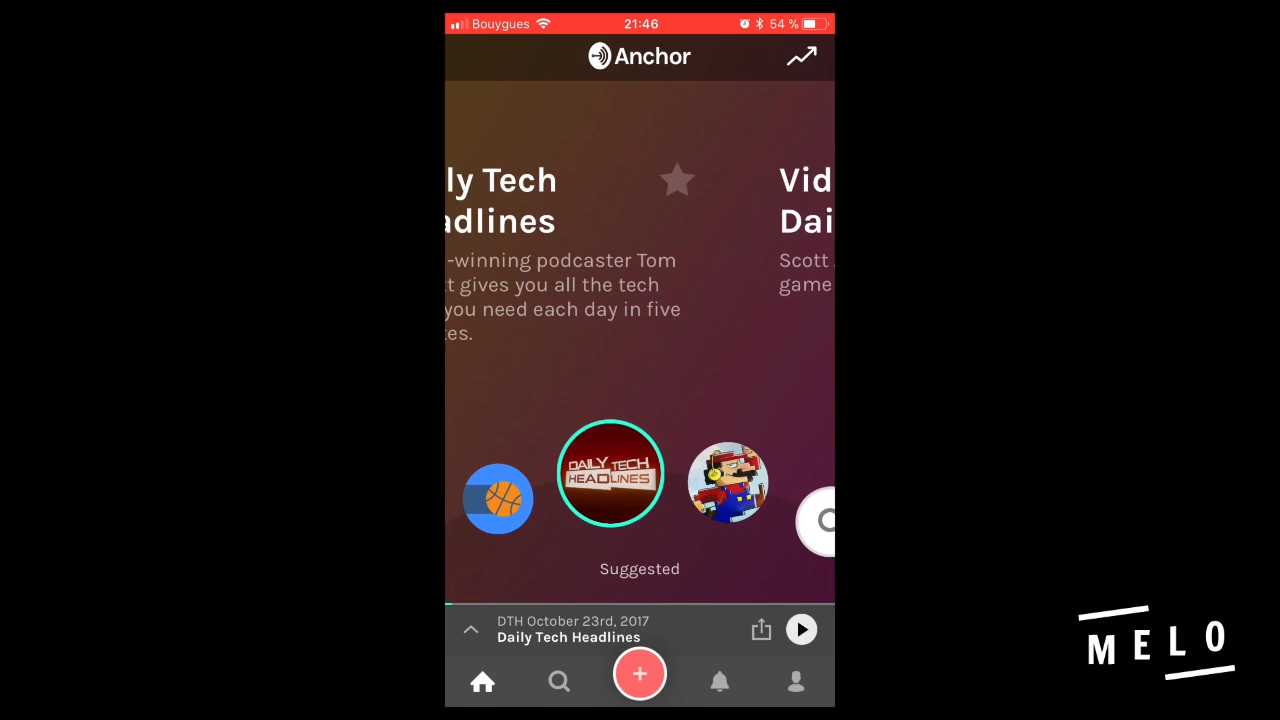 Bouygues 21:46 54 %
Anchor
ly Tech
adlines
-winning podcaster Tom
t gives you all the tech
you need each day in five
es.
Vid
Dai
Scott
game
DAILY TECH
HEADLINES
Suggested
DTH October 23rd, 2017
Daily Tech Headlines
MELO